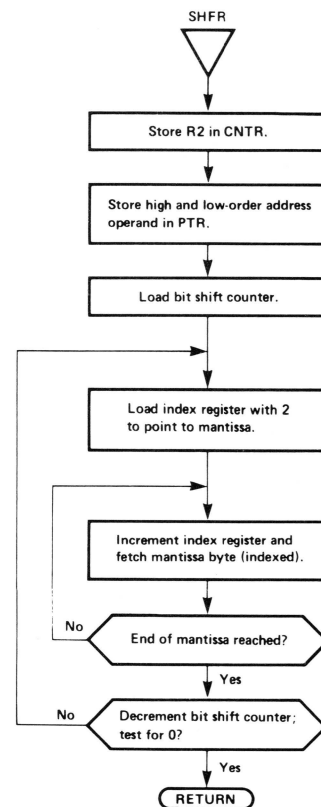 SHFR
Store R2 in CNTR.
Store high and low-order address
operand in PTR.
Load bit shift counter.
Load index register with 2
to point to mantissa.
Increment index register and
fetch mantissa byte (indexed).
No
End of mantissa reached?
Yes
No
Decrement bit shift counter;
test for 0?
Yes
RETURN